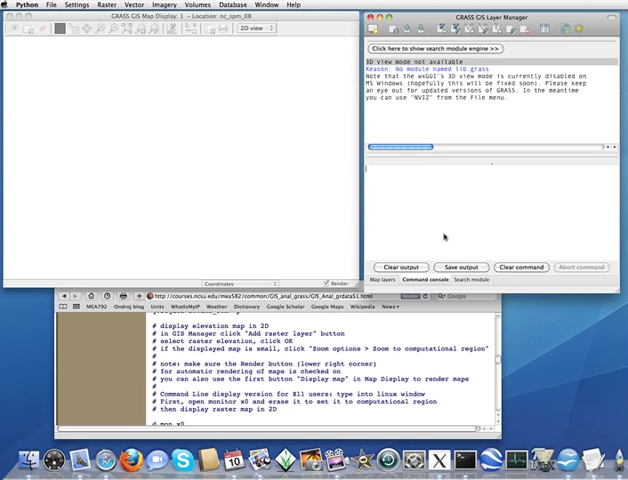 Python File Settings Raster Vector Imagery Volumes Database Window Help
GRASS GIS Map Display: 1 - Location: nc_spm_08
2D view
GRASS GIS Layer Manager
Click here to show search module engine >>
3D view mode not available
Reason: No module named lib.grass
Note that the wxGUI's 3D view mode is currently disabled on
MS Windows (hopefully this will be fixed soon). Please keep
an eye out for updated versions of GRASS. In the meantime
you can use "NVIZ" from the File menu.
Clear output Save output Clear command Abort command
Map layers Command console Search module
Coordinates Render
http://courses.ncsu.edu/mea582/common/GIS_anal_grass/GIS_Anal_grdataS1.html Reader Google
MEA792 Ondrej blog Units WhatIsMyIP Weather Dictionary Google Maps Facebook Wikipedia News
# display elevation map in 2D
# in GIS Manager click "Add raster layer" button
# select raster elevation, click OK
# if the displayed map is small, click "Zoom options > Zoom to computational region"
# note: make sure the Render button (lower right corner)
# for automatic rendering of maps is checked on
# you can also use the first button "Display map" in Map Display to render maps
#
# Command Line display version for X11 users: type into linux window
# First, open monitor x0 and erase it to set it to computational region
# then display raster map in 2D
d.mon x0
10
X